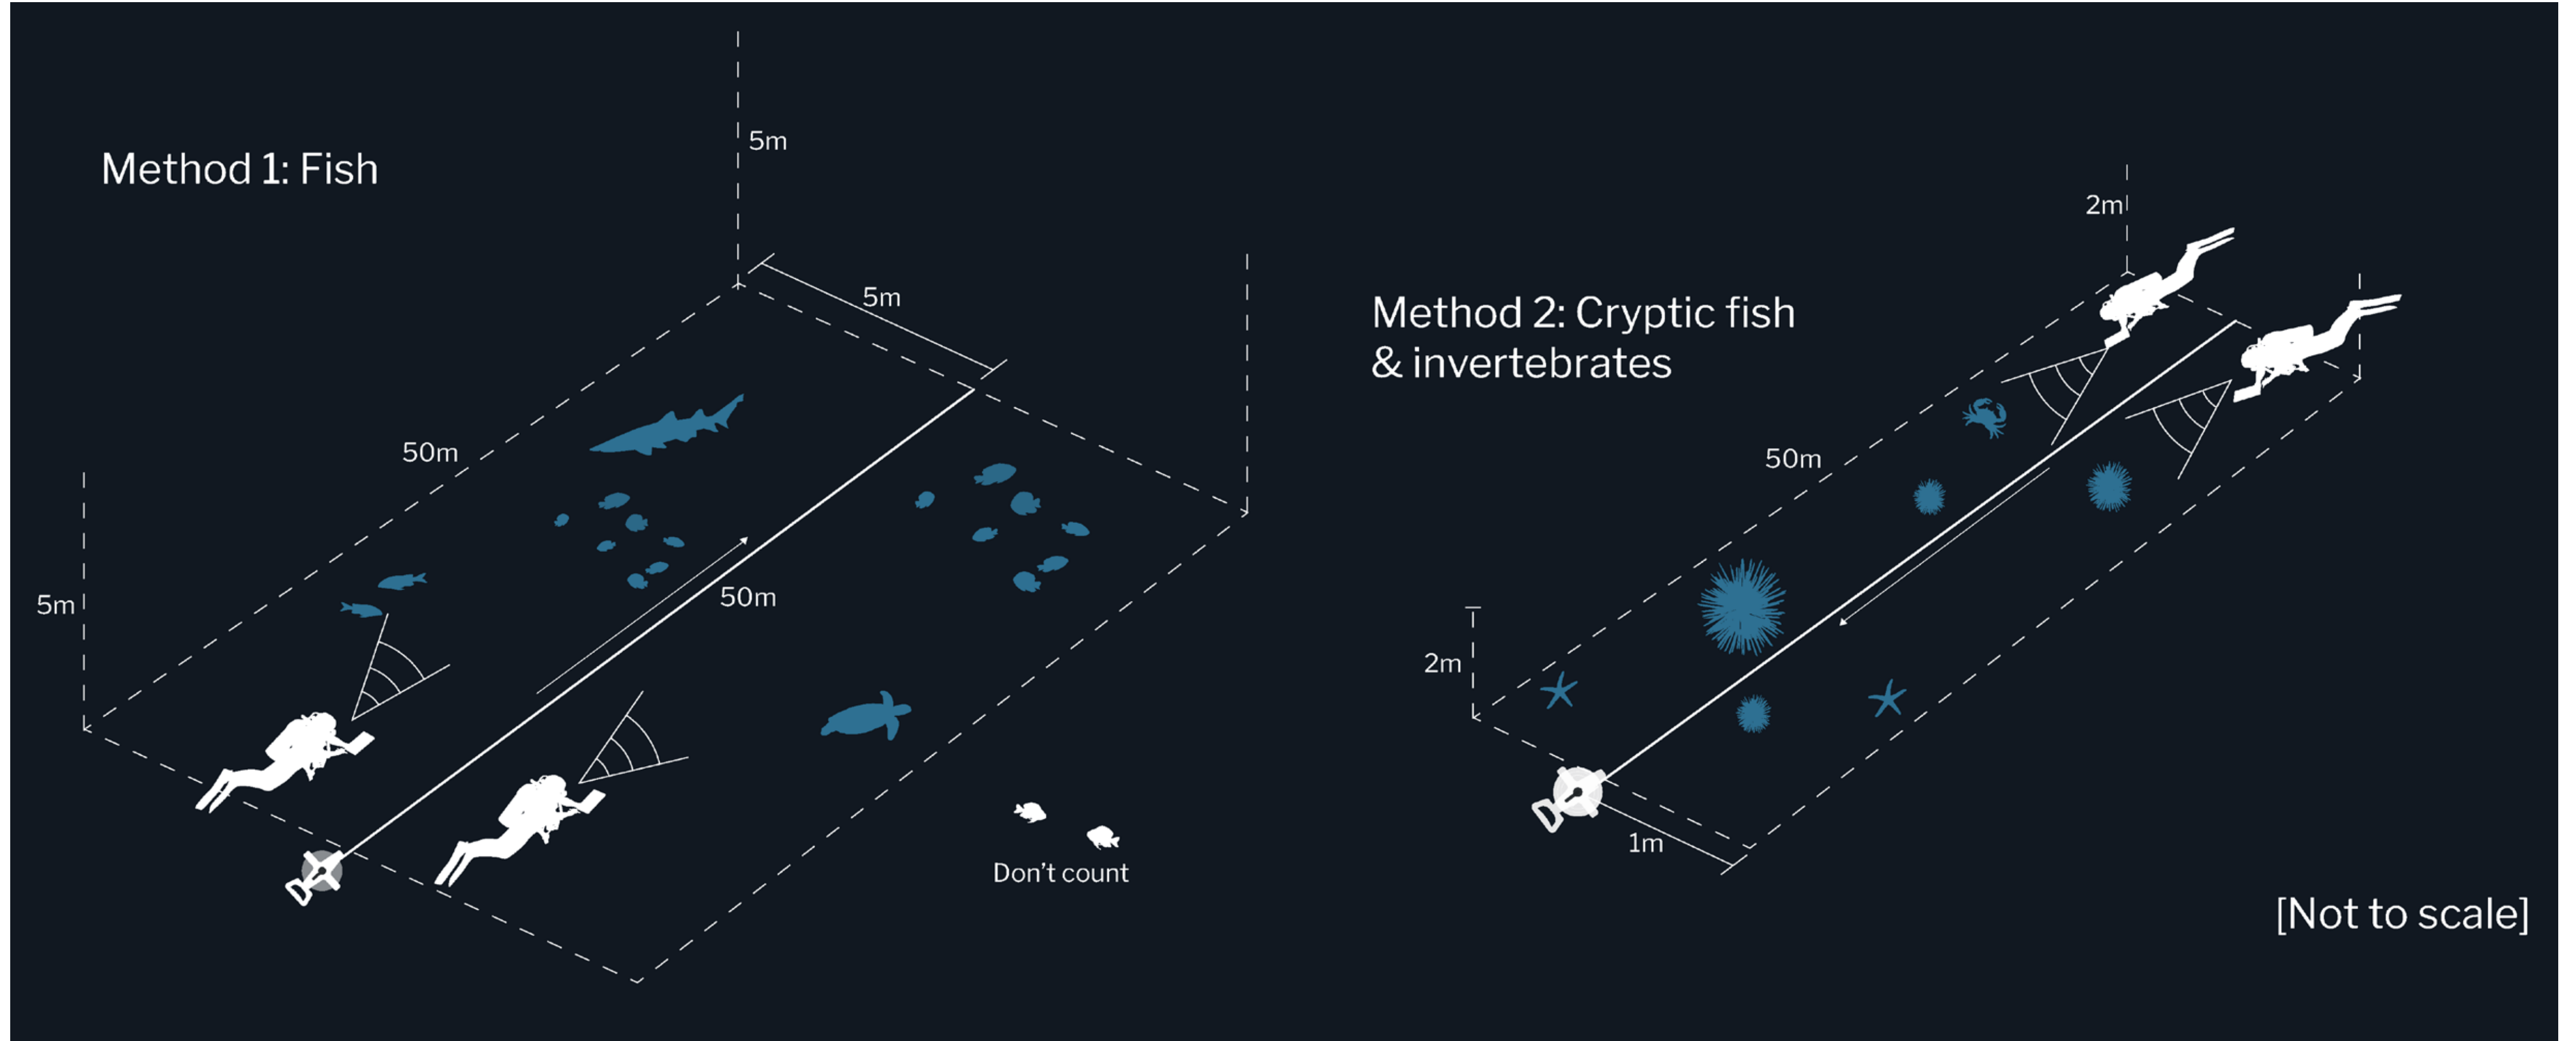 Method 1: Fish
5m
5m
50m
5m
50m
Don't count
Method 2: Cryptic fish
& invertebrates
2m
50m
2m
1m
[Not to scale]